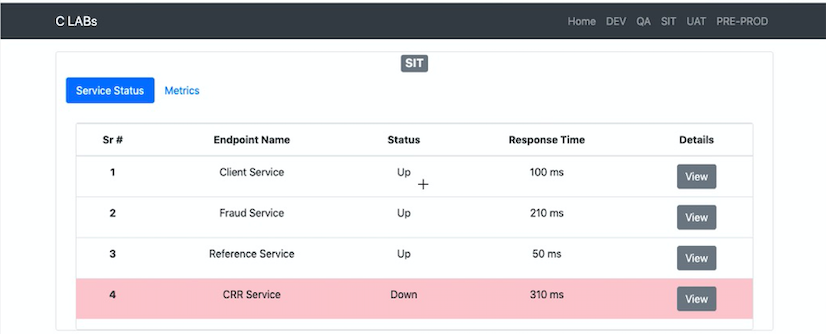 C LABs Home DEV QA SIT UAT PRE-PROD
SIT
Service Status Metrics
Sr # Endpoint Name Status Response Time Details
1 Client Service Up 100 ms View
2 Fraud Service Up 210 ms View
3 Reference Service Up 50 ms View
4 CRR Service Down 310 ms View